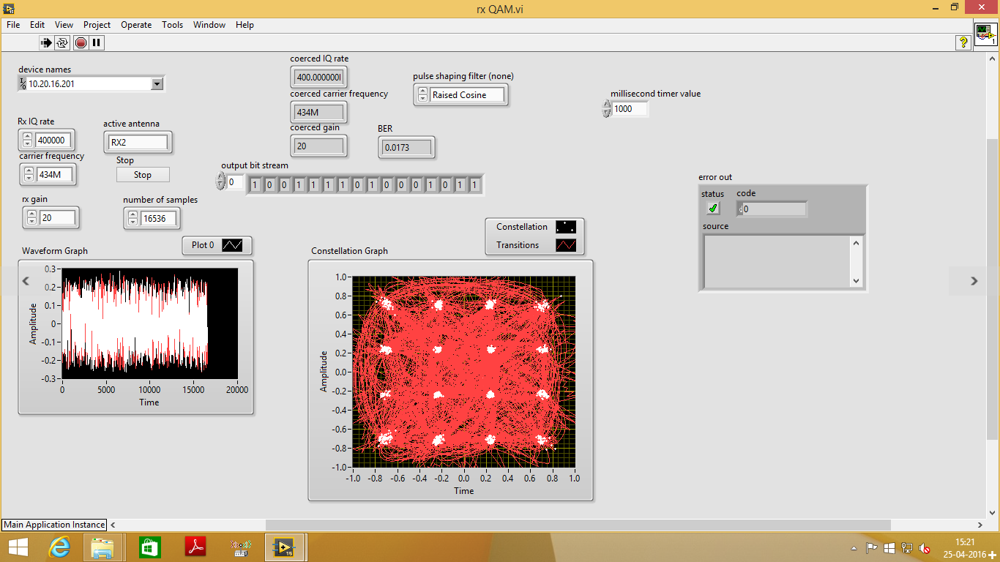 rx QAM.vi
File Edit View Project Operate Tools Window Help
device names
10.20.16.201
coerced IQ rate
400.000000
coerced carrier frequency
434M
coerced gain
20
pulse shaping filter (none)
Raised Cosine
millisecond timer value
1000
Rx IQ rate
400000
active antenna
RX2
carrier frequency
434M
Stop
Stop
BER
0.0173
rx gain
20
number of samples
16536
output bit stream
0
1 0 0 1 1 1 1 0 1 0 0 0 1 0 1 1
error out
status code
0
source
Plot 0
Waveform Graph
Amplitude
0.3
0.2
0.1
0
-0.1
-0.2
-0.3
0 5000 10000 15000 20000
Time
Constellation
Transitions
Constellation Graph
Amplitude
1.0
0.8
0.6
0.4
0.2
0.0
-0.2
-0.4
-0.6
-0.8
-1.0
-1.0 -0.8 -0.6 -0.4 -0.2 0.0 0.2 0.4 0.6 0.8 1.0
Time
Main Application Instance
15
15:21
25-04-2016